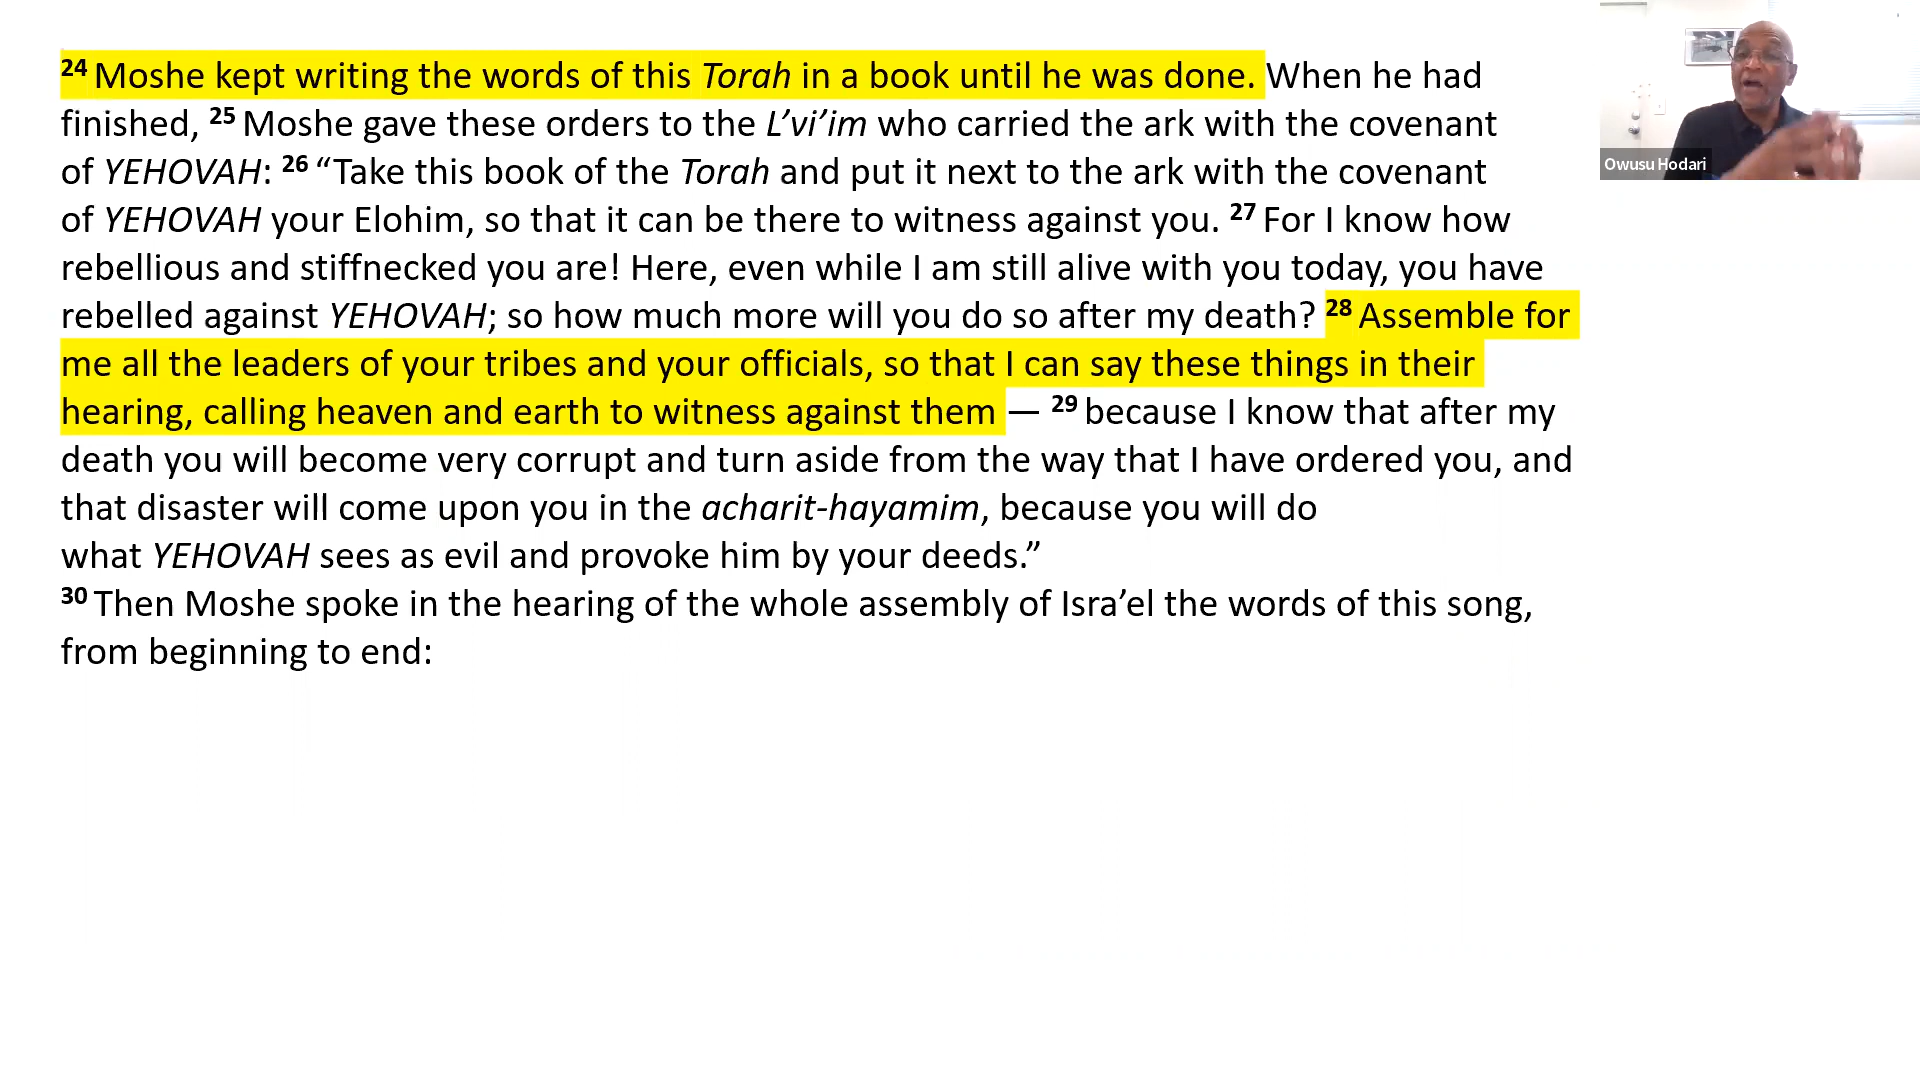 24 Moshe kept writing the words of this Torah in a book until he was done. When he had
finished, 25 Moshe gave these orders to the L’vi’im who carried the ark with the covenant
of YEHOVAH: 26 “Take this book of the Torah and put it next to the ark with the covenant
of YEHOVAH your Elohim, so that it can be there to witness against you. 27 For I know how
rebellious and stiffnecked you are! Here, even while I am still alive with you today, you have
rebelled against YEHOVAH; so how much more will you do so after my death? 28 Assemble for
me all the leaders of your tribes and your officials, so that I can say these things in their
hearing, calling heaven and earth to witness against them — 29 because I know that after my
death you will become very corrupt and turn aside from the way that I have ordered you, and
that disaster will come upon you in the acharit-hayamim, because you will do
what YEHOVAH sees as evil and provoke him by your deeds.”
30 Then Moshe spoke in the hearing of the whole assembly of Isra’el the words of this song,
from beginning to end:
Owusu Hodari